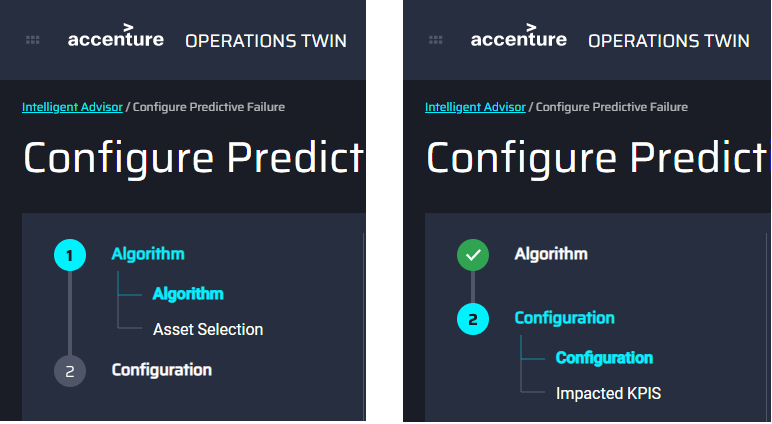 accenture OPERATIONS TWIN
Intelligent Advisor / Configure Predictive Failure
Configure Predict
1 Algorithm
Algorithm
Asset Selection
2 Configuration
accenture OPERATIONS TWIN
Intelligent Advisor / Configure Predictive Failure
Configure Predict
Algorithm
2 Configuration
Configuration
Impacted KPIS